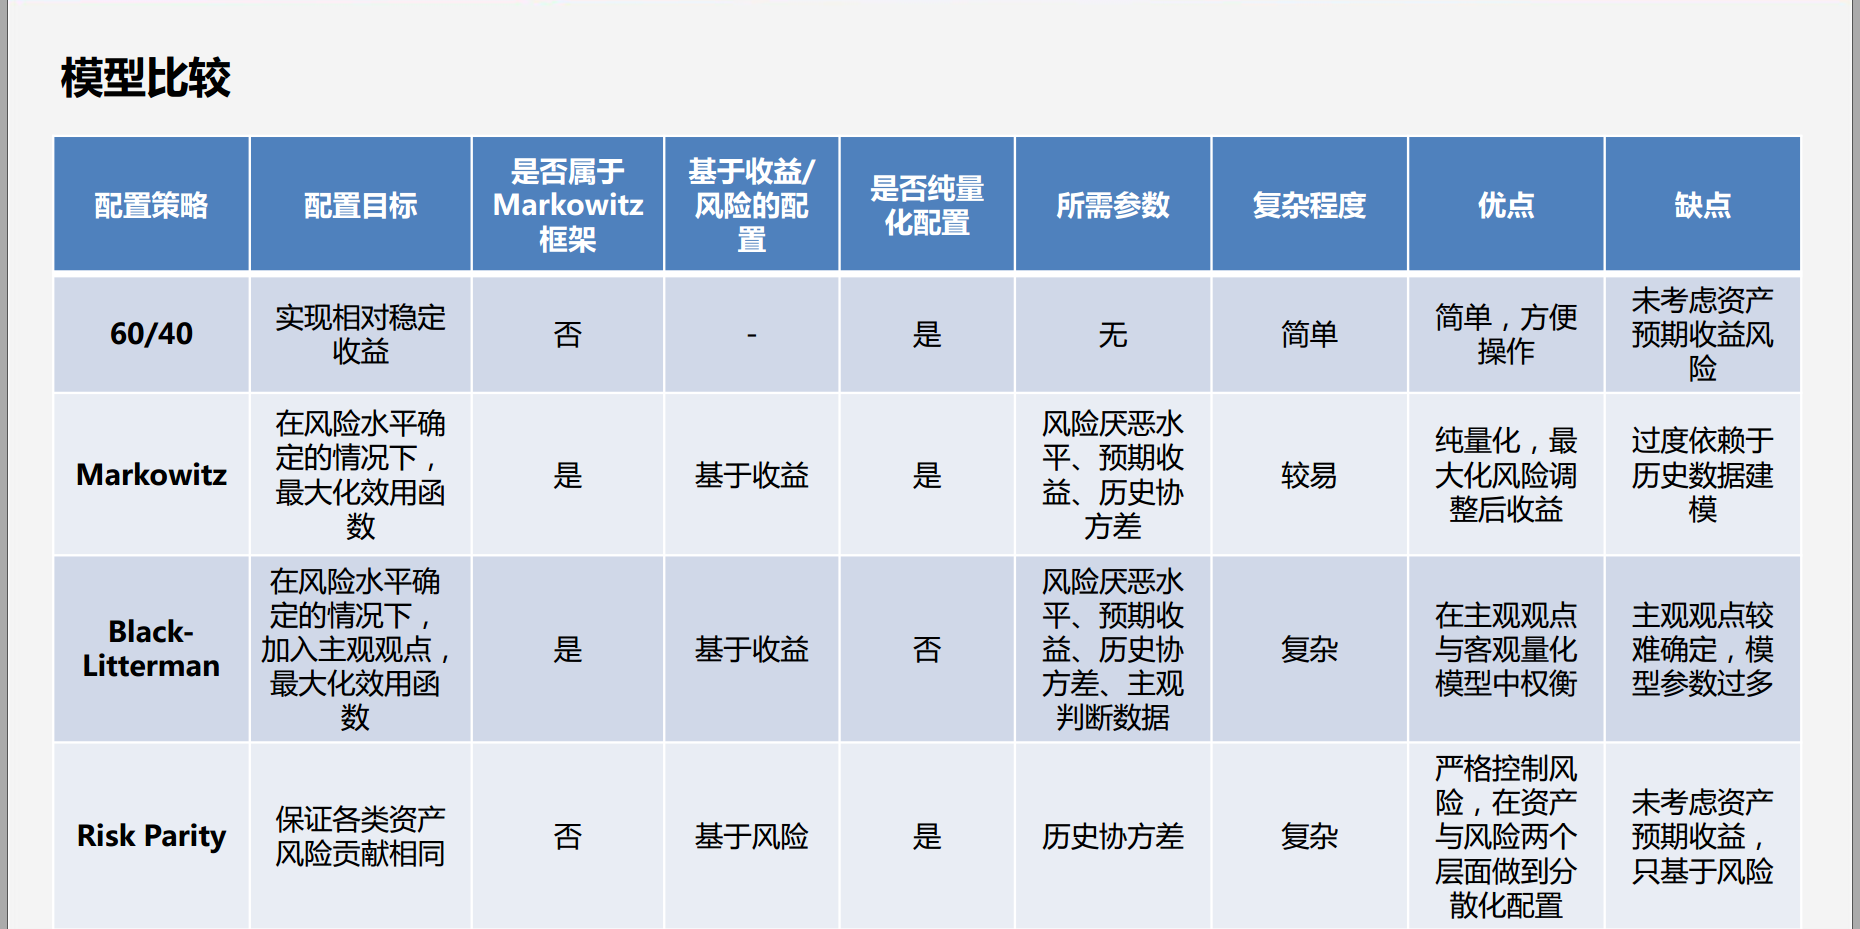 模型比较
配置策略
配置目标
是否属于
Markowitz
框架
基于收益/
风险的配
置
是否纯量
化配置
所需参数
复杂程度
优点
缺点
60/40
实现相对稳定
收益
否
-
是
无
简单
简单，方便
操作
未考虑资产
预期收益风
险
Markowitz
在风险水平确
定的情况下，
最大化效用函
数
是
基于收益
是
风险厌恶水
平、预期收
益、历史协
方差
较易
纯量化，最
大化风险调
整后收益
过度依赖于
历史数据建
模
Black-
Litterman
在风险水平确
定的情况下，
加入主观观点，
最大化效用函
数
是
基于收益
否
风险厌恶水
平、预期收
益、历史协
方差、主观
判断数据
复杂
在主观观点
与客观量化
模型中权衡
主观观点较
难确定，模
型参数过多
Risk Parity
保证各类资产
风险贡献相同
否
基于风险
是
历史协方差
复杂
严格控制风
险，在资产
与风险两个
层面做到分
散化配置
未考虑资产
预期收益，
只基于风险